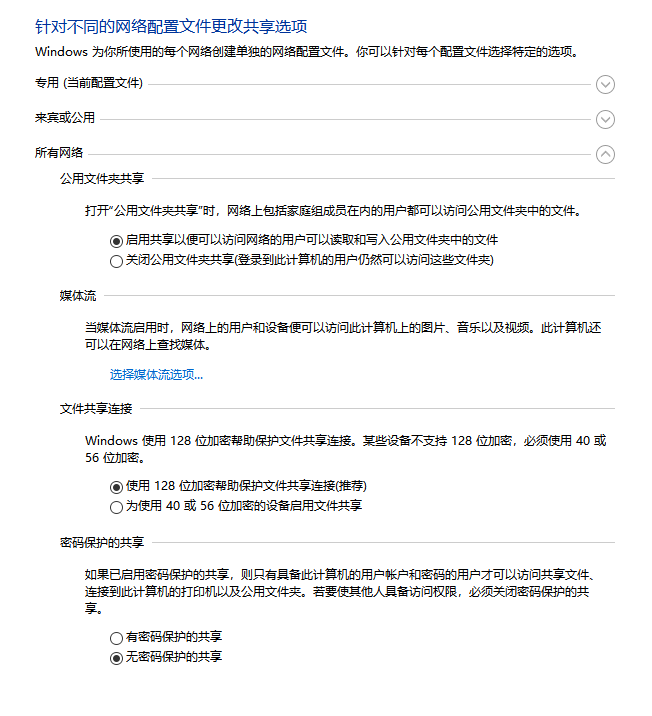 针对不同的网络配置文件更改共享选项
Windows 为你所使用的每个网络创建单独的网络配置文件。你可以针对每个配置文件选择特定的选项。
专用 (当前配置文件)
来宾或公用
所有网络
公用文件夹共享
打开“公用文件夹共享”时，网络上包括家庭组成员在内的用户都可以访问公用文件夹中的文件。
启用共享以便可以访问网络的用户可以读取和写入公用文件夹中的文件
关闭公用文件夹共享(登录到此计算机的用户仍然可以访问这些文件夹)
媒体流
当媒体流启用时，网络上的用户和设备便可以访问此计算机上的图片、音乐以及视频。此计算机还
可以在网络上查找媒体。
选择媒体流选项...
文件共享连接
Windows 使用 128 位加密帮助保护文件共享连接。某些设备不支持 128 位加密，必须使用 40 或
56 位加密。
使用 128 位加密帮助保护文件共享连接(推荐)
为使用 40 或 56 位加密的设备启用文件共享
密码保护的共享
如果已启用密码保护的共享，则只有具备此计算机的用户帐户和密码的用户才可以访问共享文件、
连接到此计算机的打印机以及公用文件夹。若要使其他人具备访问权限，必须关闭密码保护的共
享。
有密码保护的共享
无密码保护的共享